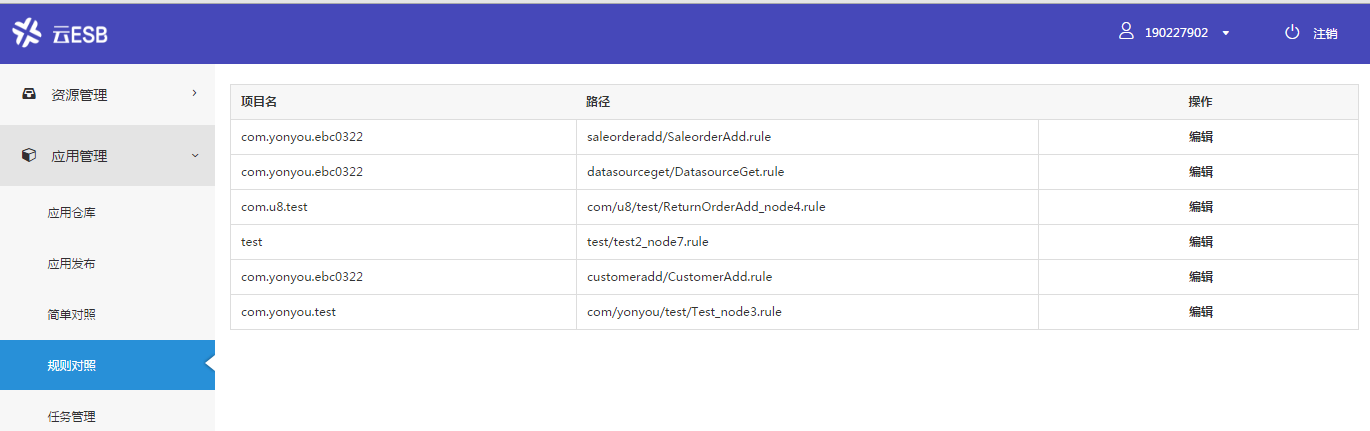 云ESB
190227902
注销
资源管理
应用管理
应用仓库
应用发布
简单对照
规则对照
任务管理
项目名 路径 操作
com.yonyou.ebc0322 saleorderadd/SaleorderAdd.rule 编辑
com.yonyou.ebc0322 datasourceget/DatasourceGet.rule 编辑
com.u8.test com/u8/test/ReturnOrderAdd_node4.rule 编辑
test test/test2_node7.rule 编辑
com.yonyou.ebc0322 customeradd/CustomerAdd.rule 编辑
com.yonyou.test com/yonyou/test/Test_node3.rule 编辑